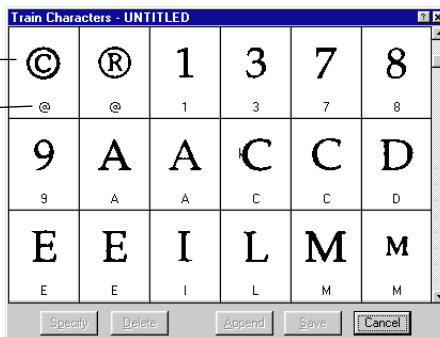 Train Characters - UNTITLED
© ® 1 3 7 8
@ @ 1 3 7 8
9 A A C C D
9 A A C C D
E E I L M M
E E I L M M
Specify Delete Append Save Cancel